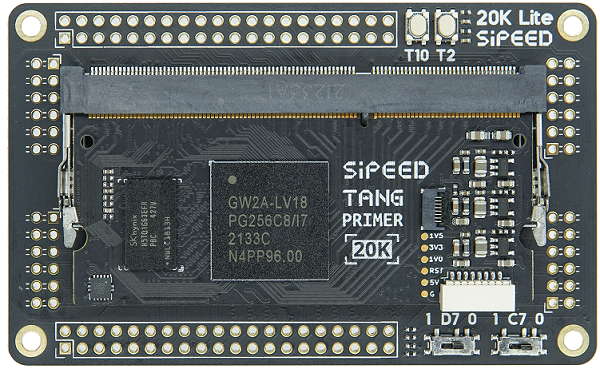 20K Lite
SiPEED
T10 T2
SiPEED
TANG
PRIMER
20K
GW2A-LV18
PG256C8/I7
2133C
N4PP96.00
SKhynix
1V5
3V3
1V0
RST
5V
G
1 D7 0
1 C7 0